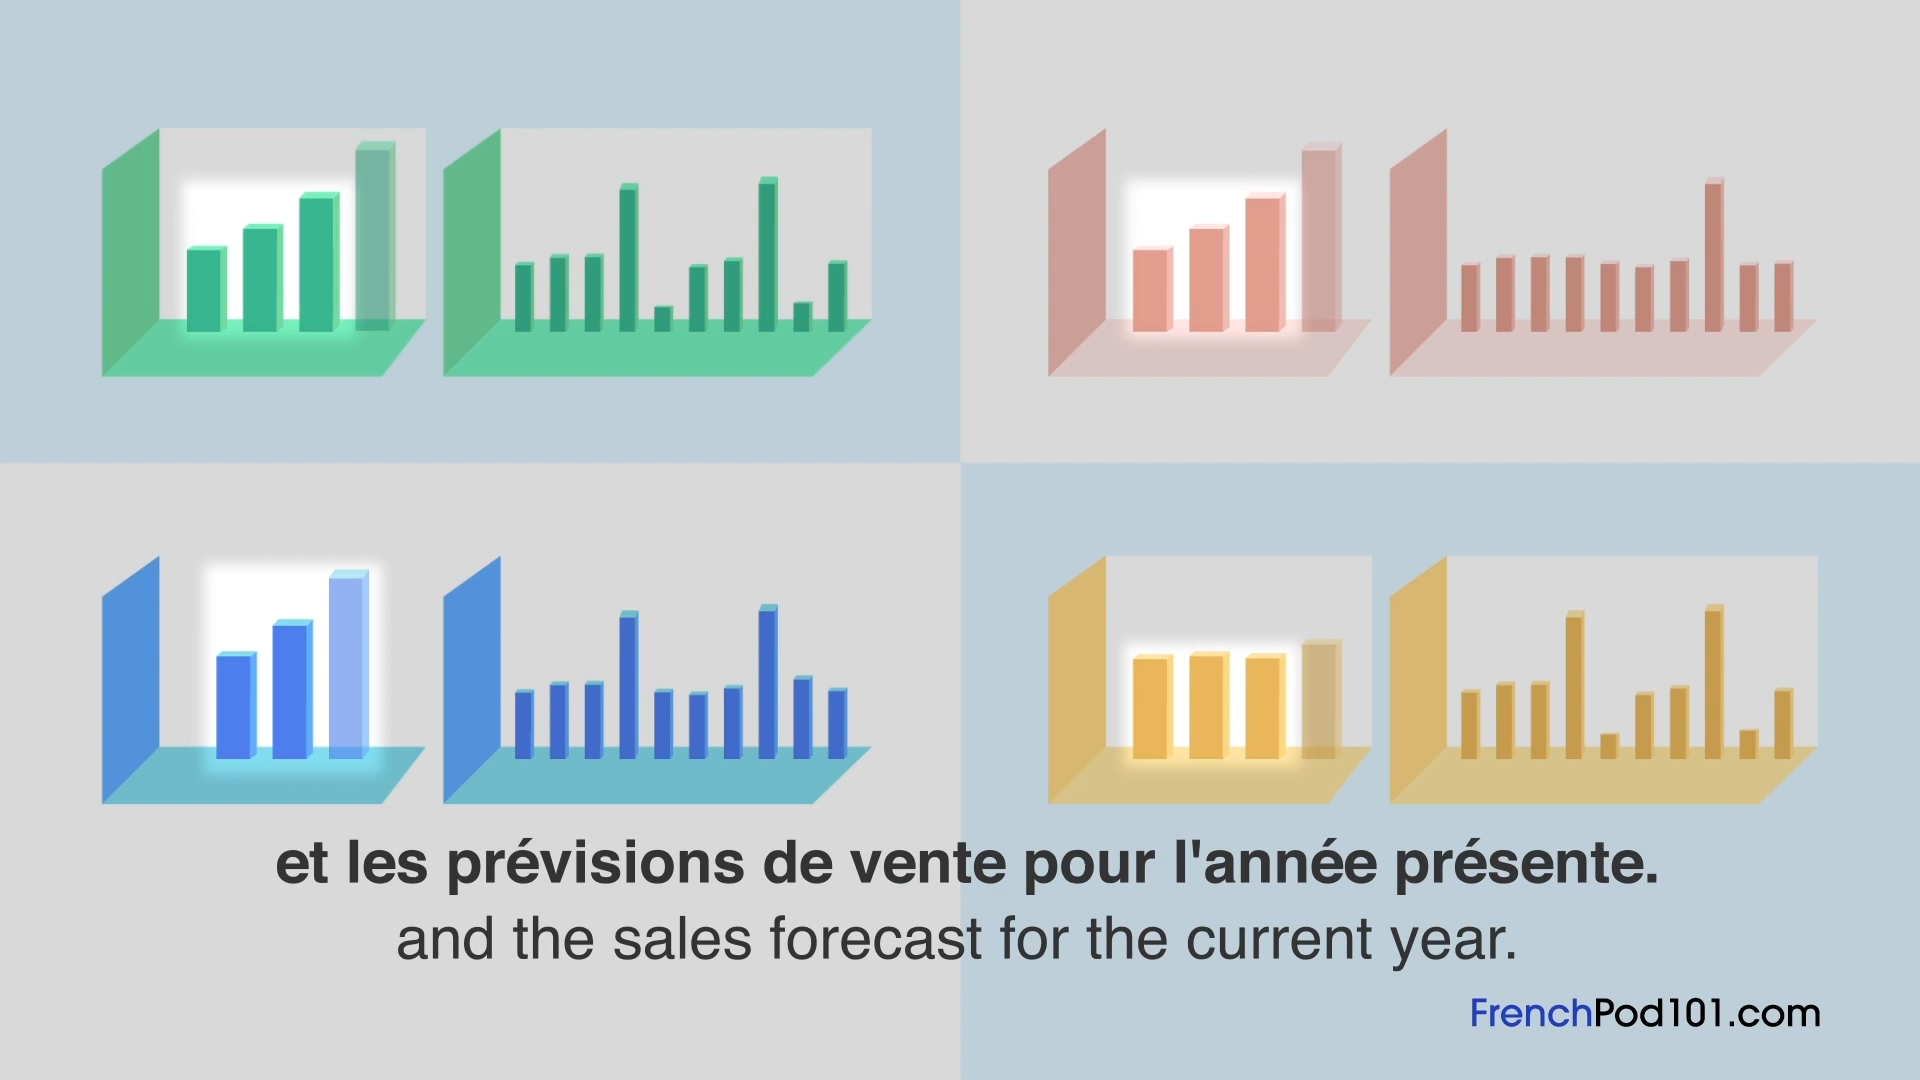 et les prévisions de vente pour l'année présente.
and the sales forecast for the current year.
FrenchPod101.com